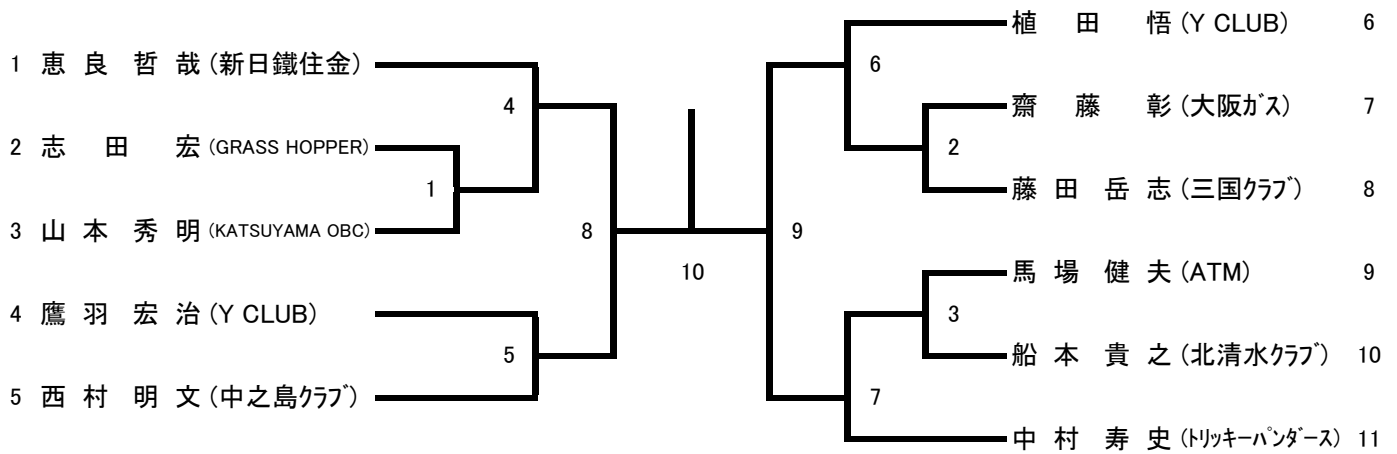 1 恵良哲哉 (新日鐵住金)
4
2 志田宏 (GRASS HOPPER)
1
3 山本秀明 (KATSUYAMA OBC)
8
4 鷹羽宏治 (Y CLUB)
5
5 西村明文 (中之島ｸﾗﾌﾞ)
10
植田悟 (Y CLUB) 6
6
齋藤彰 (大阪ｶﾞｽ) 7
2
藤田岳志 (三国ｸﾗﾌﾞ) 8
9
馬場健夫 (ATM) 9
3
船本貴之 (北清水ｸﾗﾌﾞ) 10
7
中村寿史 (ﾄﾘｯｷｰﾊﾟﾝﾀﾞｰｽ) 11